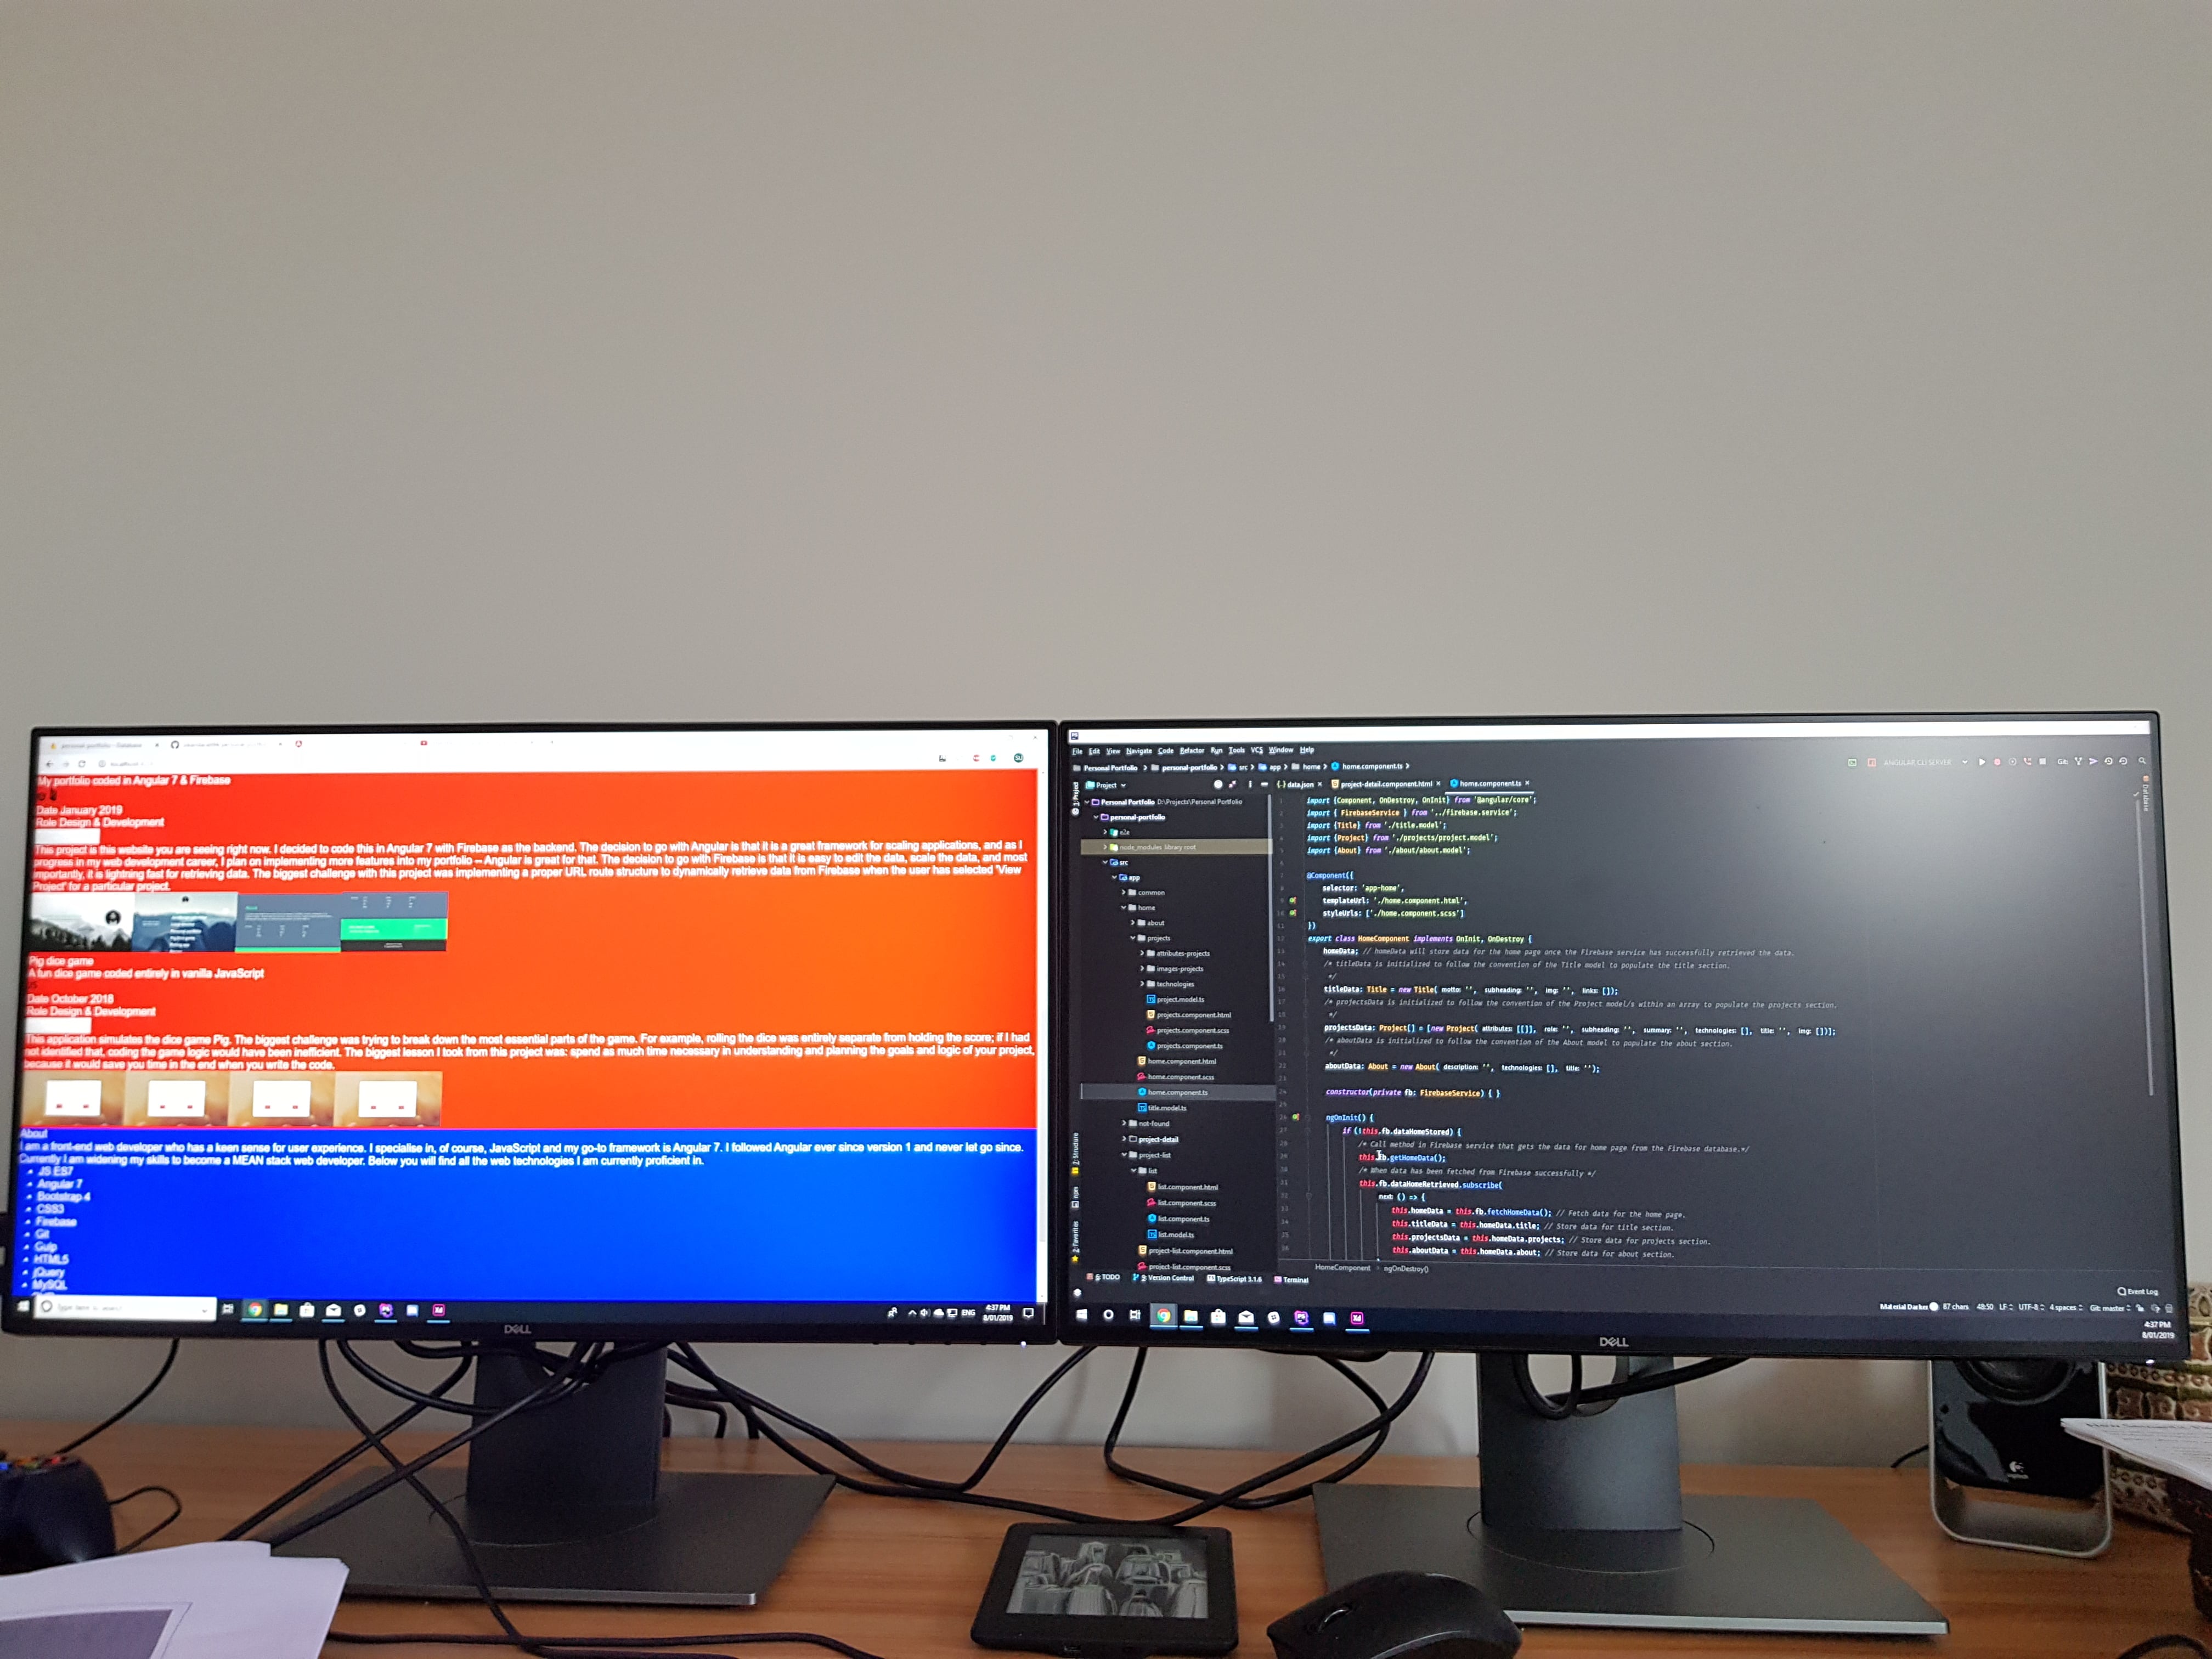 personal-portfolio – Database
My portfolio coded in Angular 7 & Firebase
Date January 2019
Role Design & Development
This project is this website you are seeing right now. I decided to code this in Angular 7 with Firebase as the backend. The decision to go with Angular is that it is a great framework for scaling applications, and as I
progress in my web development career, I plan on implementing more features into my portfolio – Angular is great for that. The decision to go with Firebase is that it is easy to edit the data, scale the data, and most
importantly, it is lightning fast for retrieving data. The biggest challenge with this project was implementing a proper URL route structure to dynamically retrieve data from Firebase when the user has selected 'View
Project' for a particular project.
Pig dice game
A fun dice game coded entirely in vanilla JavaScript
Date October 2018
Role Design & Development
This application simulates the dice game Pig. The biggest challenge was trying to break down the most essential parts of the game. For example, rolling the dice was entirely separate from holding the score; if I had
not identified that, coding the game logic would have been inefficient. The biggest lesson I took from this project was: spend as much time necessary in understanding and planning the goals and logic of your project,
because it would save you time in the end when you write the code.
About
I am a front-end web developer who has a keen sense for user experience. I specialise in, of course, JavaScript and my go-to framework is Angular 7. I followed Angular ever since version 1 and never let go since.
Currently I am widening my skills to become a MEAN stack web developer. Below you will find all the web technologies I am currently proficient in.
JS ES7
Angular 7
Bootstrap 4
CSS3
Firebase
Git
Gulp
HTML5
jQuery
MySQL
Type here to search
ENG
4:37 PM
8/01/2019
DELL
File Edit View Navigate Code Refactor Run Tools VCS Window Help
Personal Portfolio personal-portfolio src app home home.component.ts
ANGULAR CLI SERVER Git:
Project
data.json project-detail.component.html home.component.ts
1: Project
Database
Personal Portfolio D:\Projects\Personal Portfolio
personal-portfolio
e2e
node_modules library root
src
app
common
home
about
projects
attributes-projects
images-projects
technologies
project.model.ts
projects.component.html
projects.component.scss
projects.component.ts
home.component.html
home.component.scss
home.component.ts
title.model.ts
not-found
project-detail
project-list
list
list.component.html
list.component.scss
list.component.ts
list.model.ts
project-list.component.html
project-list.component.scss
Z: Structure
npm
2: Favorites
import {Component, OnDestroy, OnInit} from '@angular/core';
import { FirebaseService } from '../firebase.service';
import {Title} from './title.model';
import {Project} from './projects/project.model';
import {About} from './about/about.model';
@Component({
selector: 'app-home',
templateUrl: './home.component.html',
styleUrls: ['./home.component.scss']
})
export class HomeComponent implements OnInit, OnDestroy {
homeData; // homeData will store data for the home page once the Firebase service has successfully retrieved the data.
/* titleData is initialized to follow the convention of the Title model to populate the title section.
*/
titleData: Title = new Title( motto: '', subheading: '', img: '', links: []);
/* projectsData is initialized to follow the convention of the Project model/s within an array to populate the projects section.
*/
projectsData: Project[] = [new Project( attributes: [[]], role: '', subheading: '', summary: '', technologies: [], title: '', img: [])];
/* aboutData is initialized to follow the convention of the About model to populate the about section.
*/
aboutData: About = new About( description: '', technologies: [], title: '');
constructor(private fb: FirebaseService) { }
ngOnInit() {
if (!this.fb.dataHomeStored) {
/* Call method in Firebase service that gets the data for home page from the Firebase database.*/
this.fb.getHomeData();
/* When data has been fetched from Firebase successfully */
this.fb.dataHomeRetrieved.subscribe(
next: () => {
this.homeData = this.fb.fetchHomeData(); // Fetch data for the home page.
this.titleData = this.homeData.title; // Store data for title section.
this.projectsData = this.homeData.projects; // Store data for projects section.
this.aboutData = this.homeData.about; // Store data for about section.
HomeComponent ngOnDestroy()
6: TODO 9: Version Control TypeScript 3.1.6 Terminal
Event Log
Material Darker 87 chars 48:50 LF UTF-8 4 spaces Git: master
4:37 PM
8/01/2019
DELL
logitech